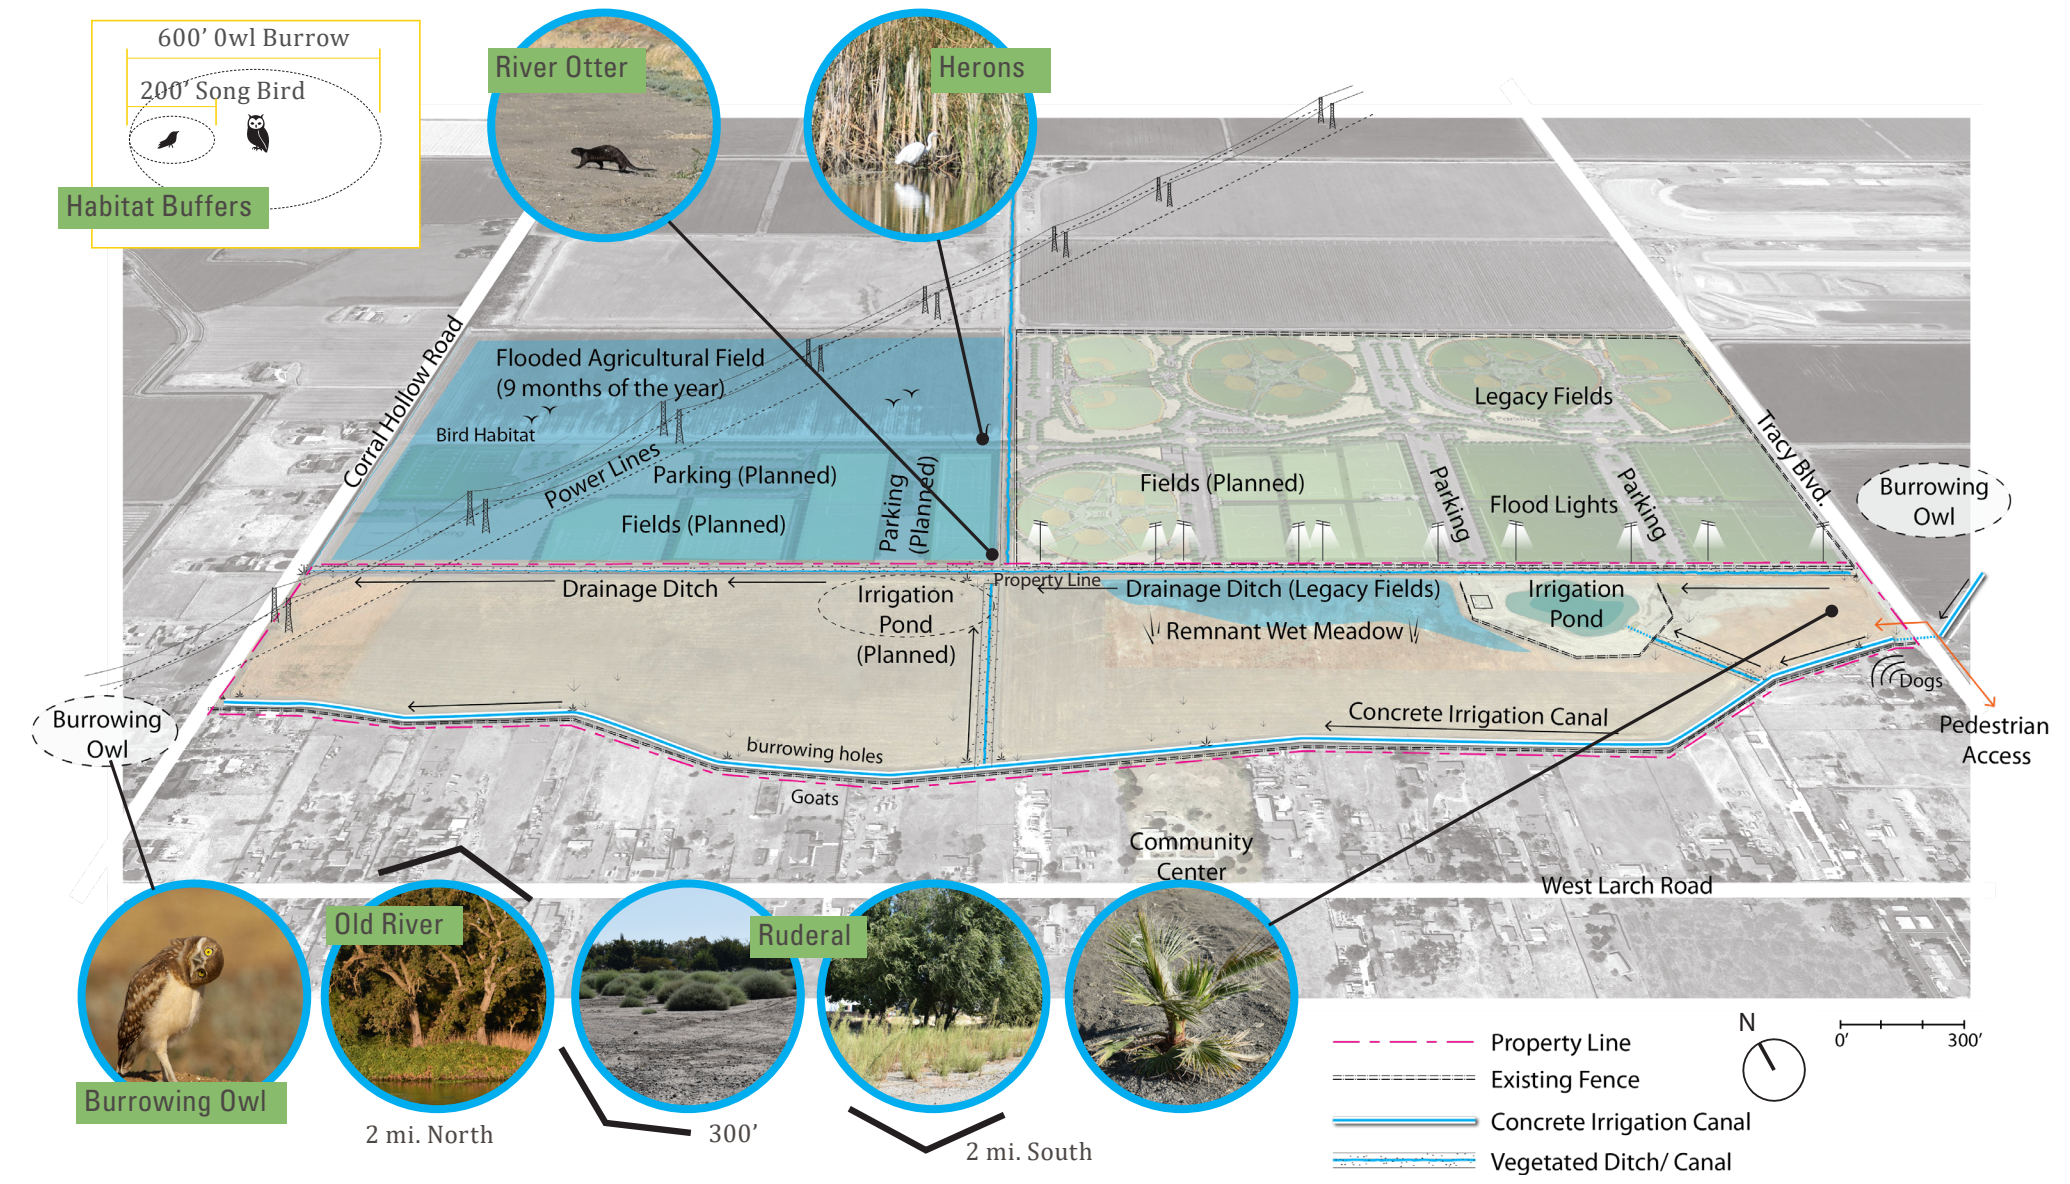 600’ Owl Burrow
200’ Song Bird
Habitat Buffers
River Otter
Herons
Corral Hollow Road
Flooded Agricultural Field
(9 months of the year)
Bird Habitat
Power Lines
Parking (Planned)
Fields (Planned)
Parking
(Planned)
Legacy Fields
Fields (Planned)
Parking
Flood Lights
Parking
Tracy Blvd.
Burrowing
Owl
Drainage Ditch
Irrigation
Pond
(Planned)
Property Line
Drainage Ditch (Legacy Fields)
Remnant Wet Meadow
Irrigation
Pond
Dogs
Pedestrian
Access
Concrete Irrigation Canal
burrowing holes
Goats
Burrowing
Owl
Community
Center
West Larch Road
Old River
Ruderal
Burrowing Owl
2 mi. North
300’
2 mi. South
Property Line
Existing Fence
Concrete Irrigation Canal
Vegetated Ditch/ Canal
N
0’
300’